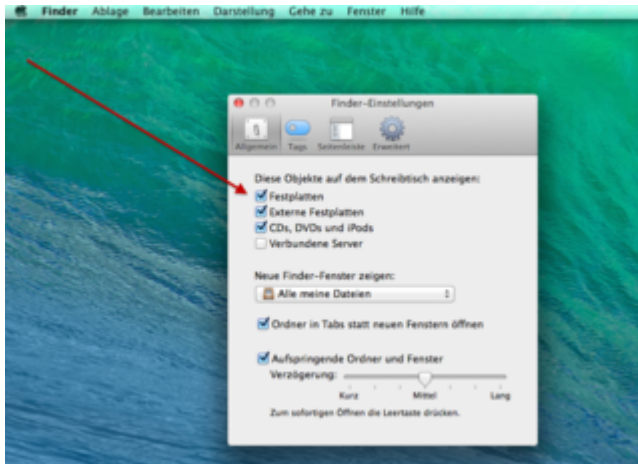 Finder Ablage Bearbeiten Darstellung Gehe zu Fenster Hilfe
Finder-Einstellungen
Allgemein Tags Seitenleiste Erweitert
Diese Objekte auf dem Schreibtisch anzeigen:
Festplatten
Externe Festplatten
CDs, DVDs und iPods
Verbundene Server
Neue Finder-Fenster zeigen:
Alle meine Dateien
Ordner in Tabs statt neuen Fenstern öffnen
Aufspringende Ordner und Fenster
Verzögerung:
Kurz Mittel Lang
Zum sofortigen Öffnen die Leertaste drücken.